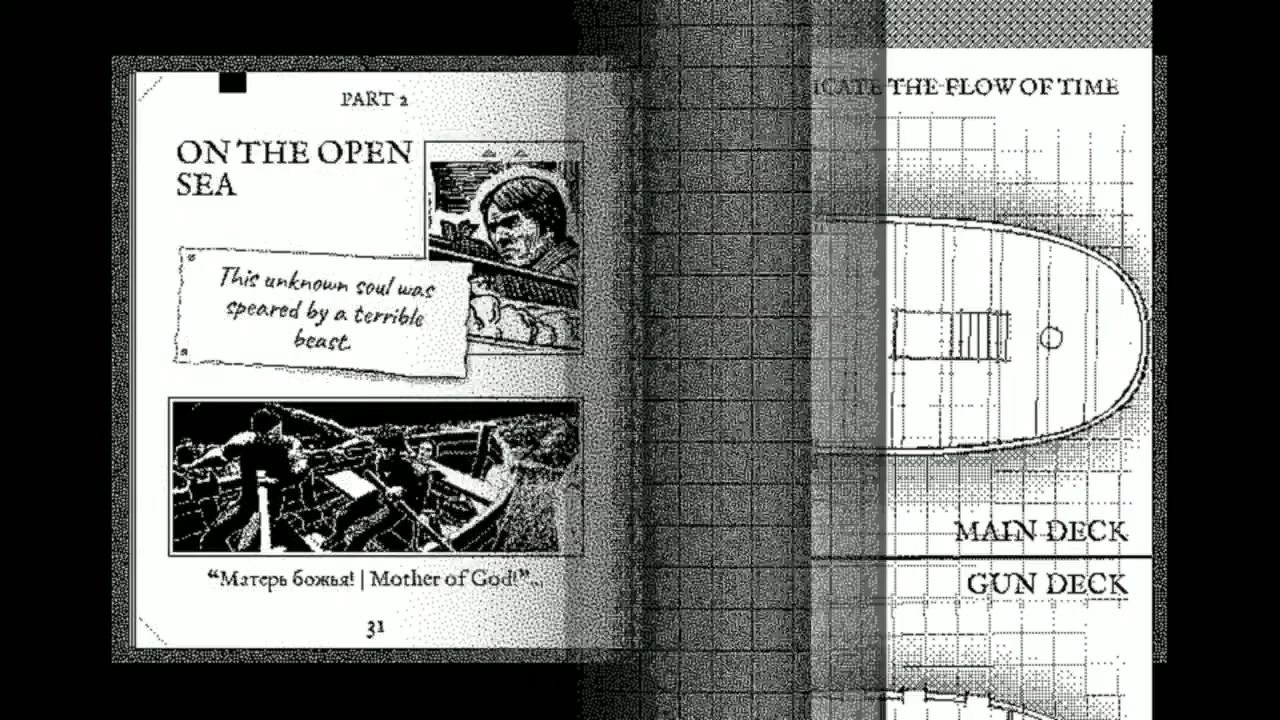 PART 2
ON THE OPEN
SEA
This unknown soul was
speared by a terrible
beast.
“Матерь божья! | Mother of God!”...
31
ICATE THE FLOW OF TIME
MAIN DECK
GUN DECK